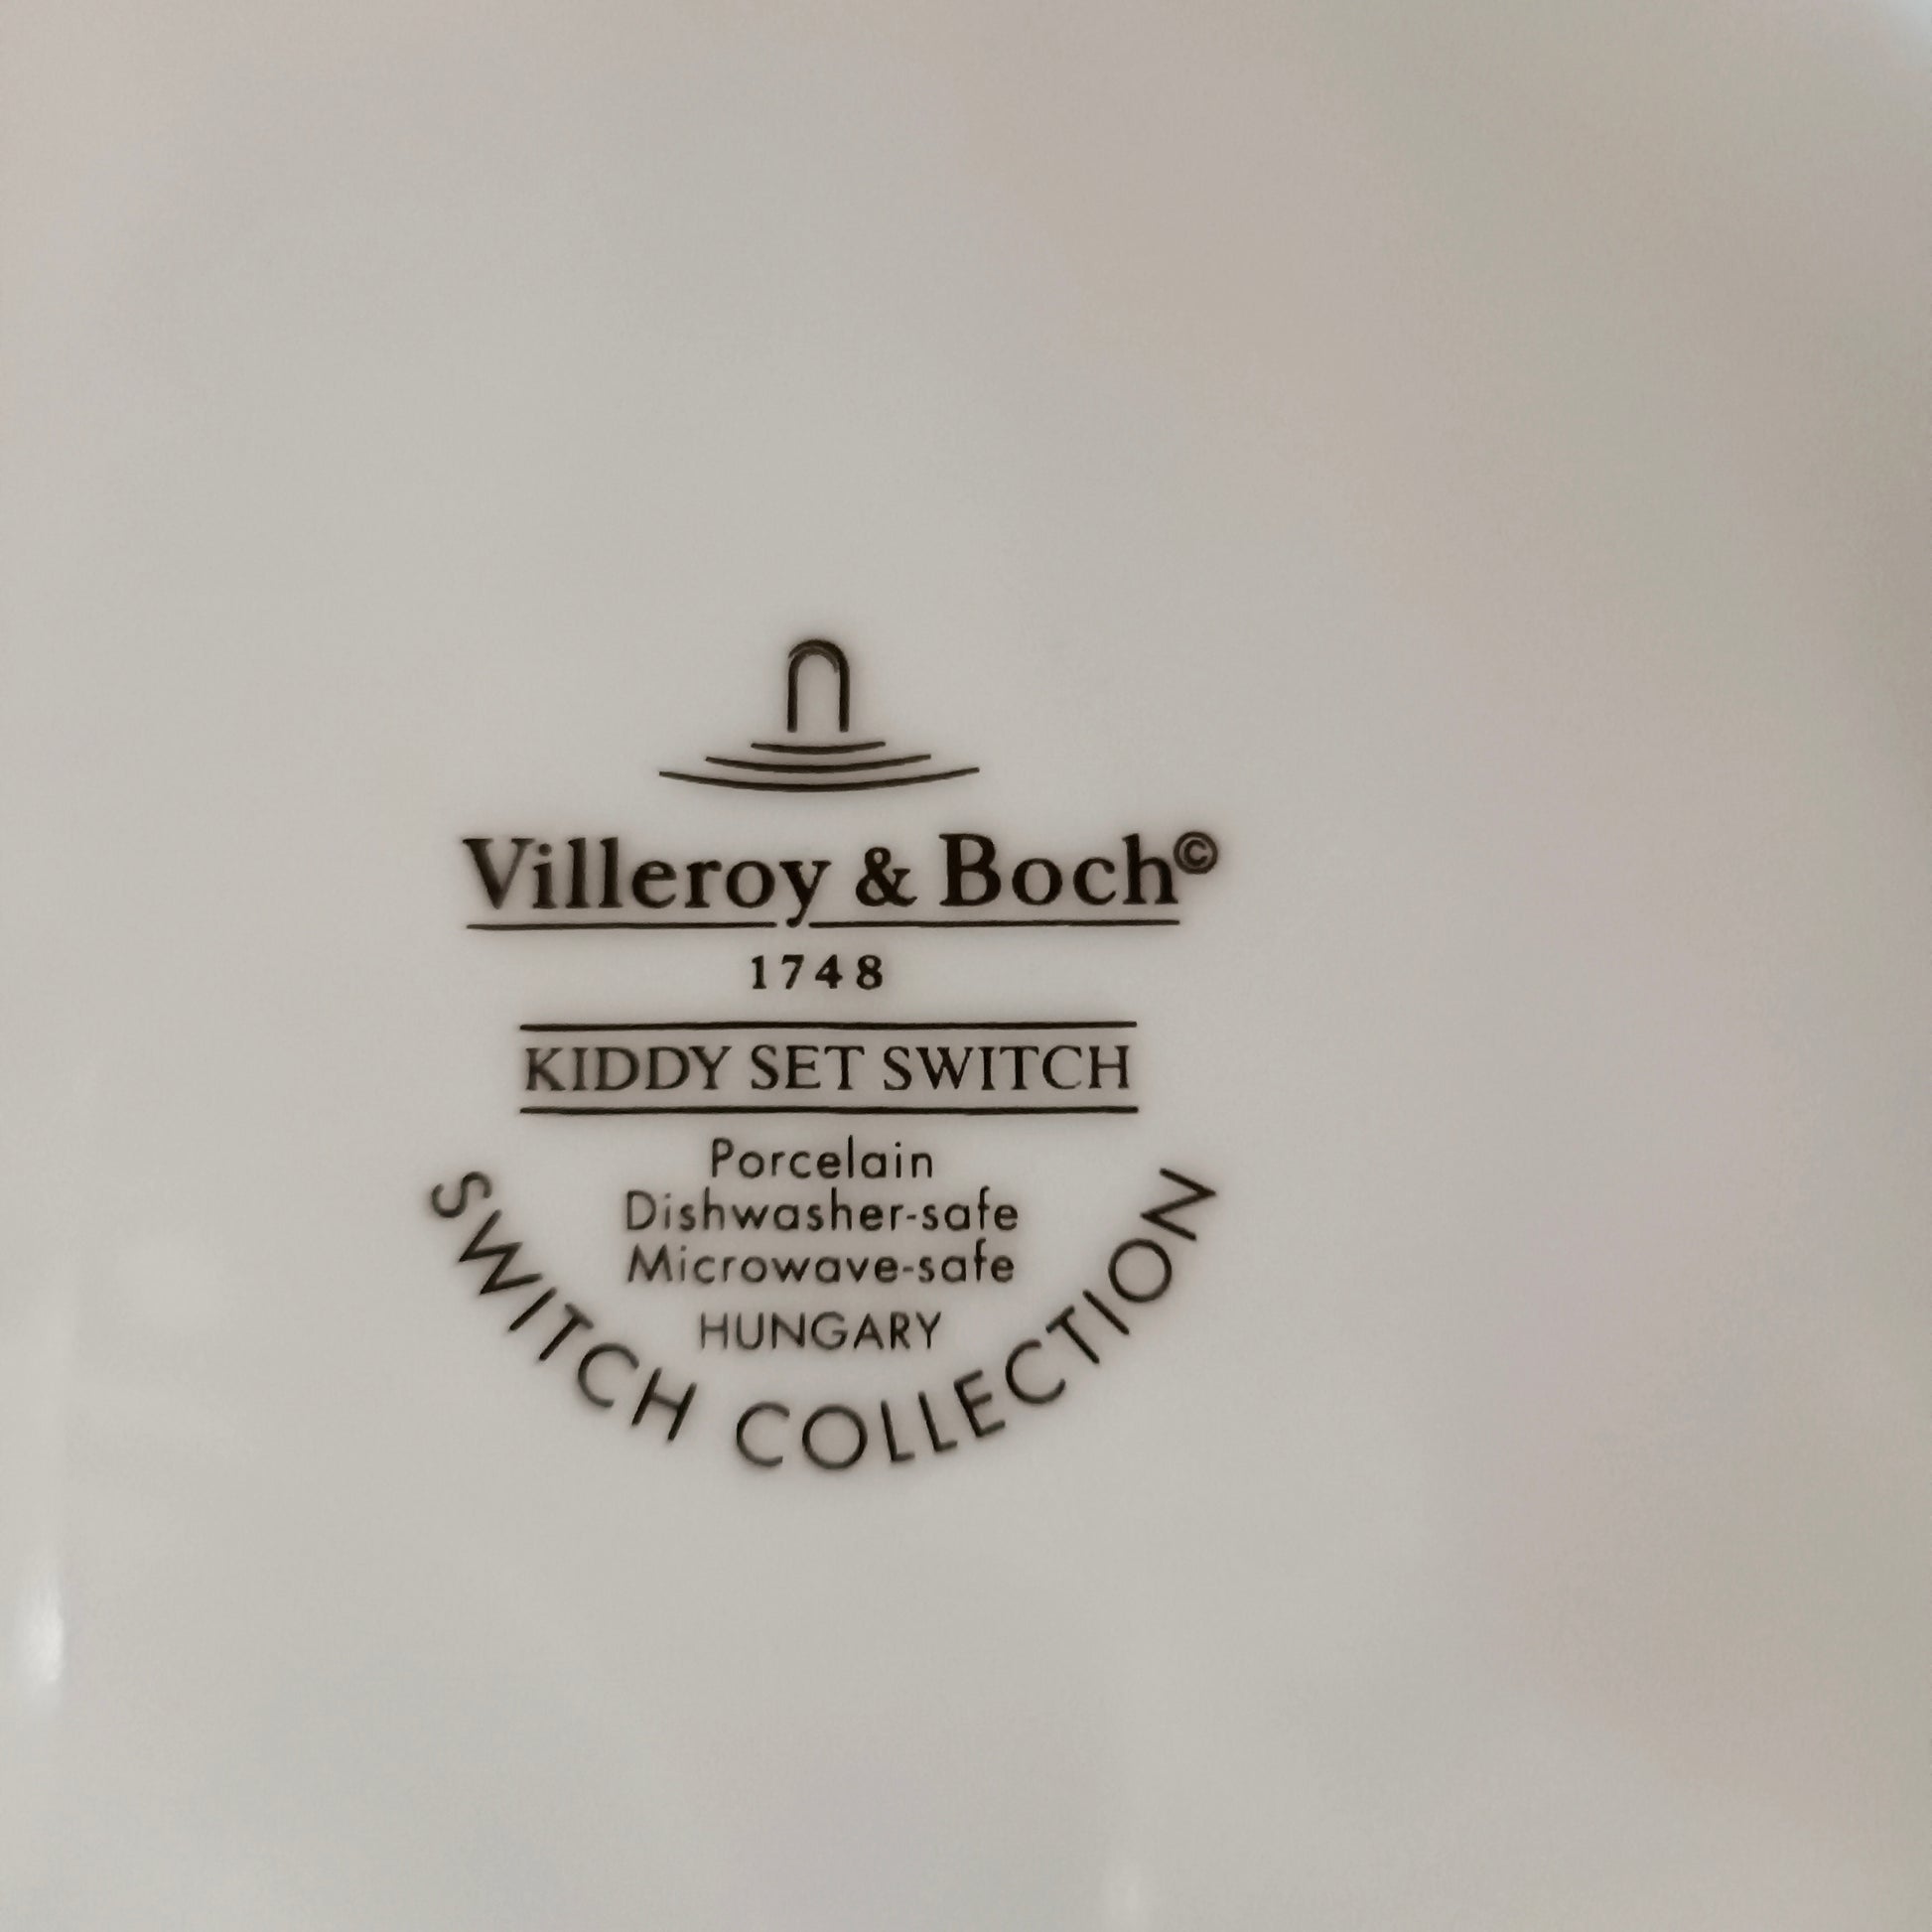 Villeroy & Boch©
1748
KIDDY SET SWITCH
Porcelain
Dishwasher-safe
Microwave-safe
HUNGARY
SWITCH COLLECTION